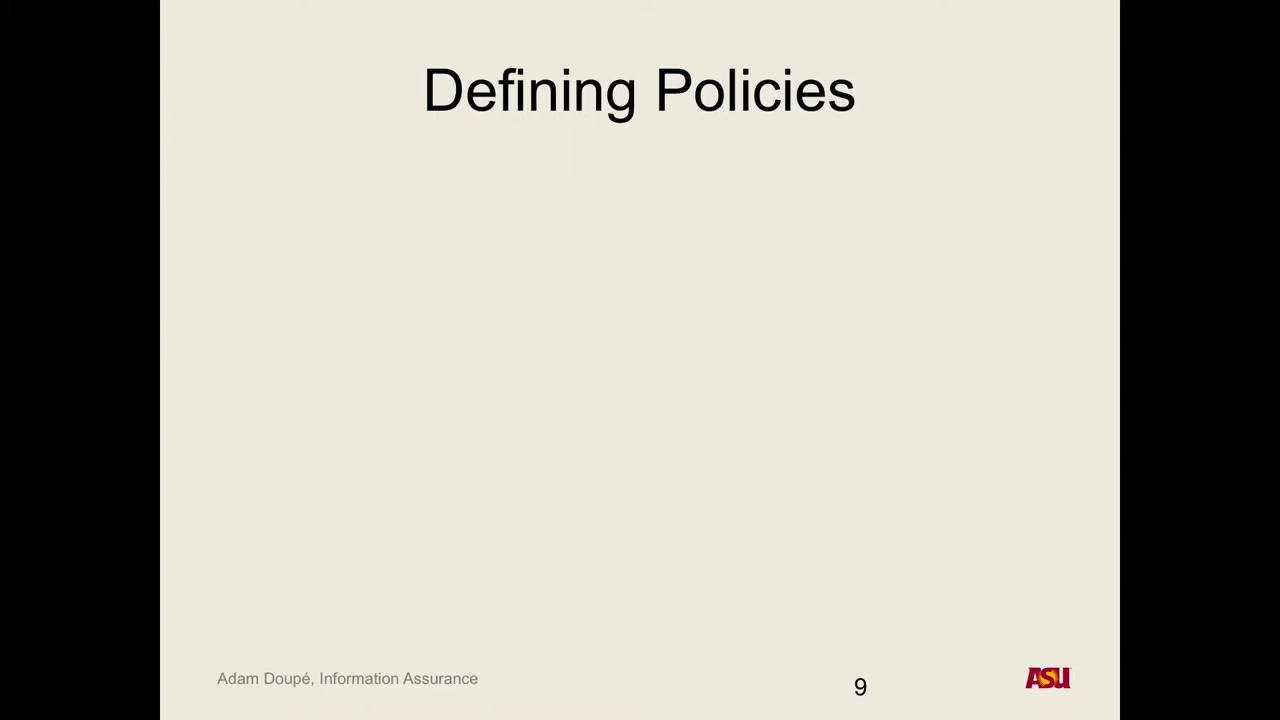 Defining Policies
Adam Doupé, Information Assurance
9
ASU